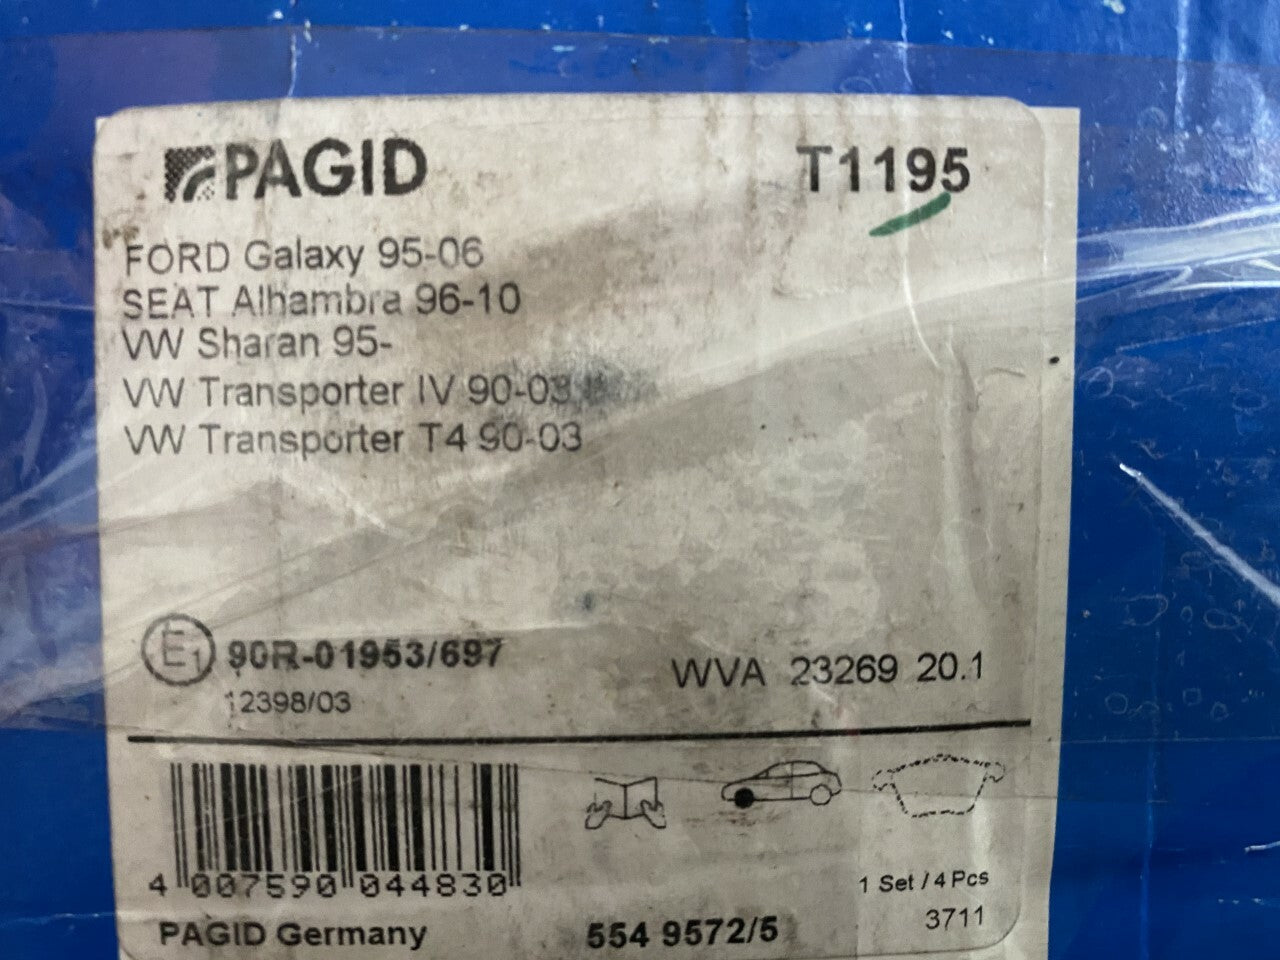 PAGID
T1195
FORD Galaxy 95-06
SEAT Alhambra 96-10
VW Sharan 95-
VW Transporter IV 90-03
VW Transporter T4 90-03
E1 90R-01953/697
12398/03
WVA 23269 20.1
4 007590 044830
1 Set / 4 Pcs
3711
PAGID Germany
554 9572/5